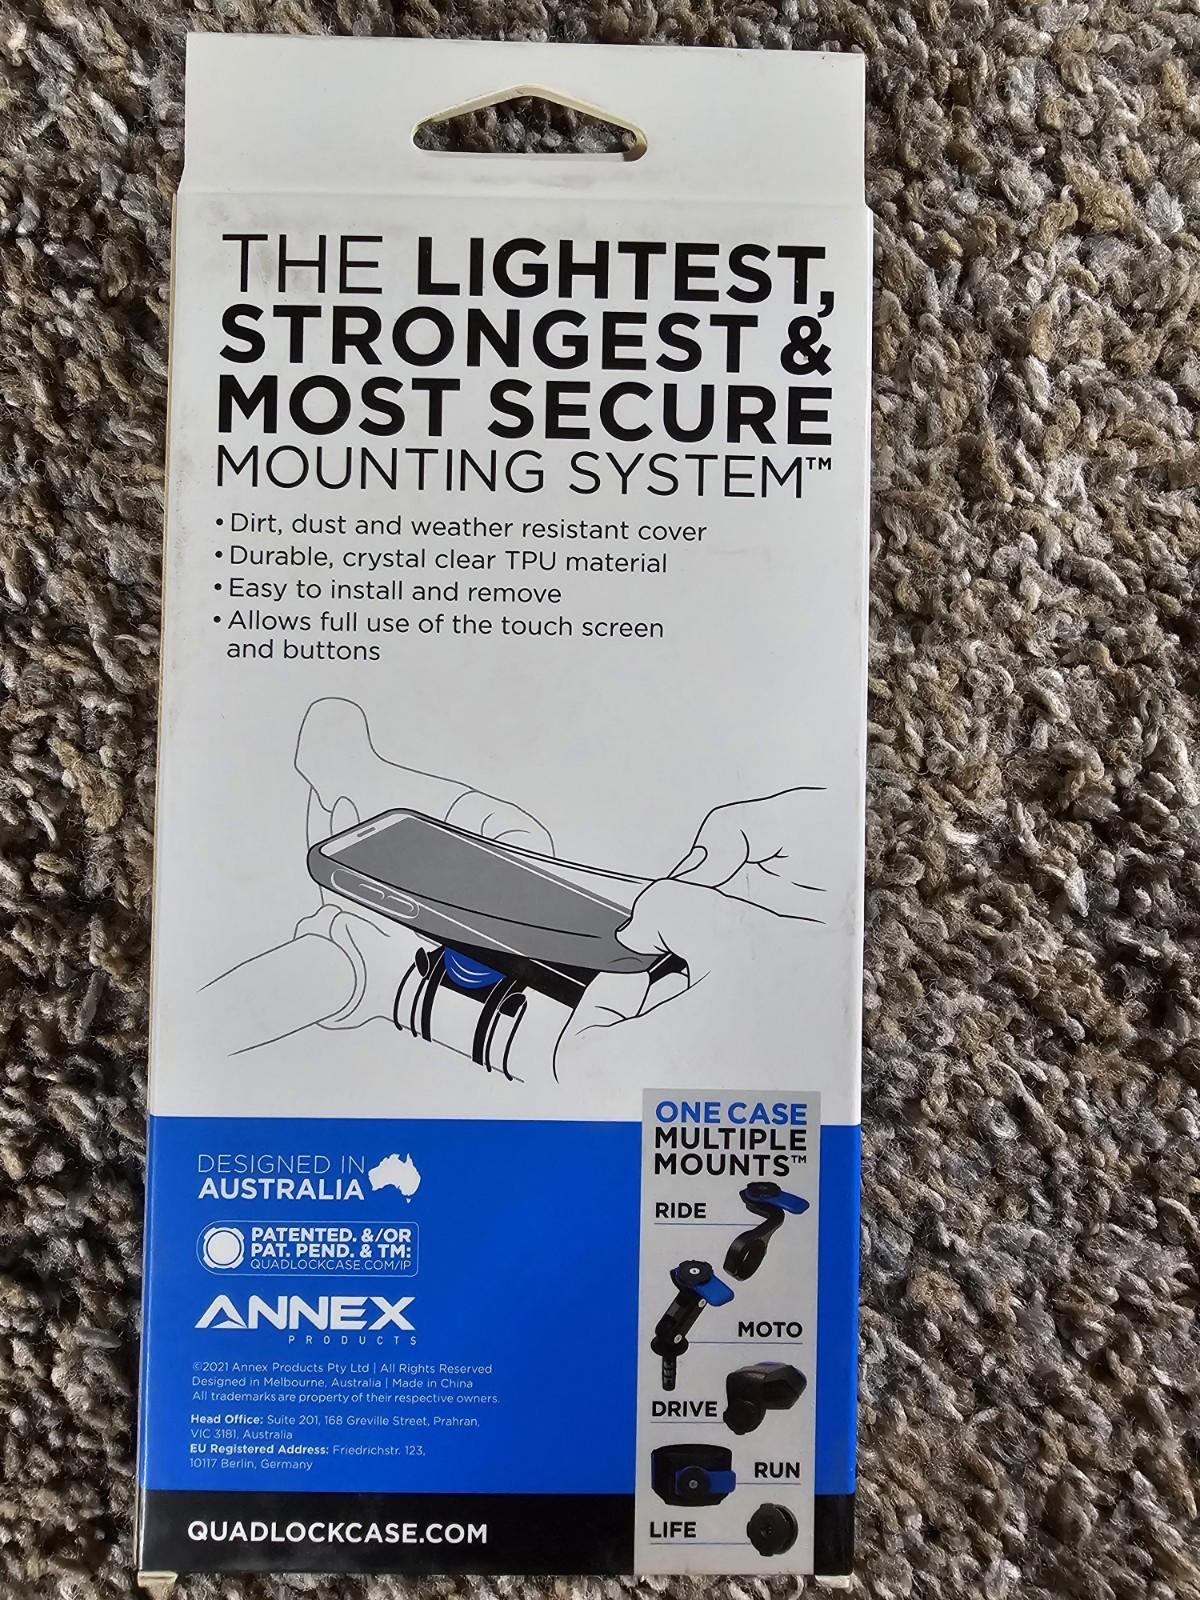 THE LIGHTEST,
STRONGEST &
MOST SECURE
MOUNTING SYSTEM™
• Dirt, dust and weather resistant cover
• Durable, crystal clear TPU material
• Easy to install and remove
• Allows full use of the touch screen
and buttons
DESIGNED IN
AUSTRALIA
PATENTED. &/OR
PAT. PEND. & TM:
QUADLOCKCASE.COM/IP
ANNEX
PRODUCTS
©2021 Annex Products Pty Ltd | All Rights Reserved
Designed in Melbourne, Australia | Made in China
All trademarks are property of their respective owners.
Head Office: Suite 201, 168 Greville Street, Prahran,
VIC 3181, Australia
EU Registered Address: Friedrichstr. 123,
10117 Berlin, Germany
QUADLOCKCASE.COM
ONE CASE
MULTIPLE
MOUNTS™
RIDE
MOTO
DRIVE
RUN
LIFE